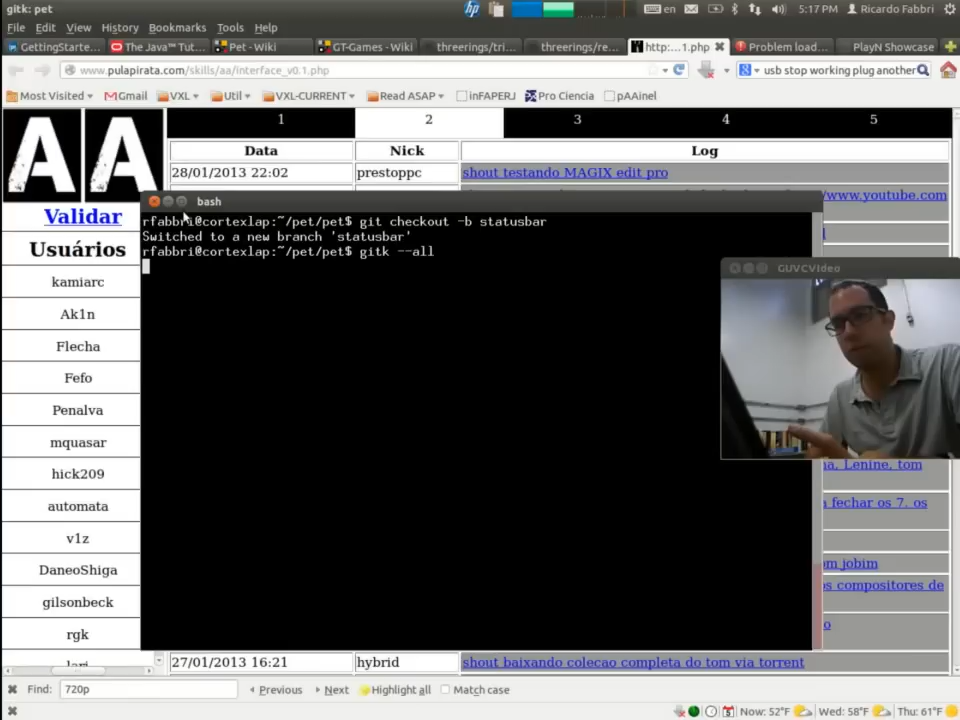 gitk: pet
en
5:17 PM
Ricardo Fabbri
File Edit View History Bookmarks Tools Help
GettingStarte...
The Java™ Tut...
Pet - Wiki
GT-Games - Wiki
threerings/tri...
threerings/re...
http:...1.php
Problem load...
PlayN Showcase
www.pulapirata.com/skills/aa/interface_v0.1.php
usb stop working plug another
Most Visited
Gmail
VXL
Util
VXL-CURRENT
Read ASAP
inFAPERJ
Pro Ciencia
pAAinel
AA
1 2 3 4 5
Data Nick Log
28/01/2013 22:02 prestoppc shout testando MAGIX edit pro
/www.youtube.com
Validar
Usuários
kamiarc
Ak1n
Flecha
Fefo
Penalva
mquasar
hick209
automata
v1z
DaneoShiga
gilsonbeck
rgk
bash
rfabbri@cortexlap:~/pet/pet$ git checkout -b statusbar
Switched to a new branch 'statusbar'
rfabbri@cortexlap:~/pet/pet$ gitk --all
GUVCVideo
na, Lenine, tom
fechar os 7. os
om jobim
os compositores de
27/01/2013 16:21 hybrid shout baixando colecao completa do tom via torrent
Find: 720p Previous Next Highlight all Match case
Now: 52°F Wed: 58°F Thu: 61°F